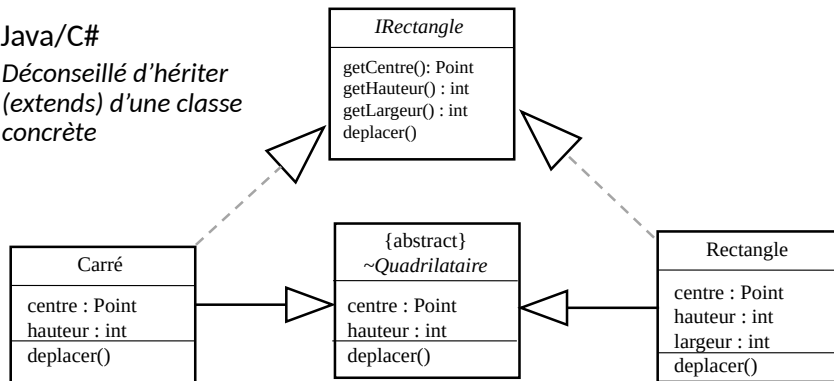 Java/C#
Déconseillé d’hériter
(extends) d’une classe
concrète
IRectangle
getCentre(): Point
getHauteur() : int
getLargeur() : int
deplacer()
Carré
centre : Point
hauteur : int
deplacer()
{abstract}
~Quadrilataire
centre : Point
hauteur : int
deplacer()
Rectangle
centre : Point
hauteur : int
largeur : int
deplacer()